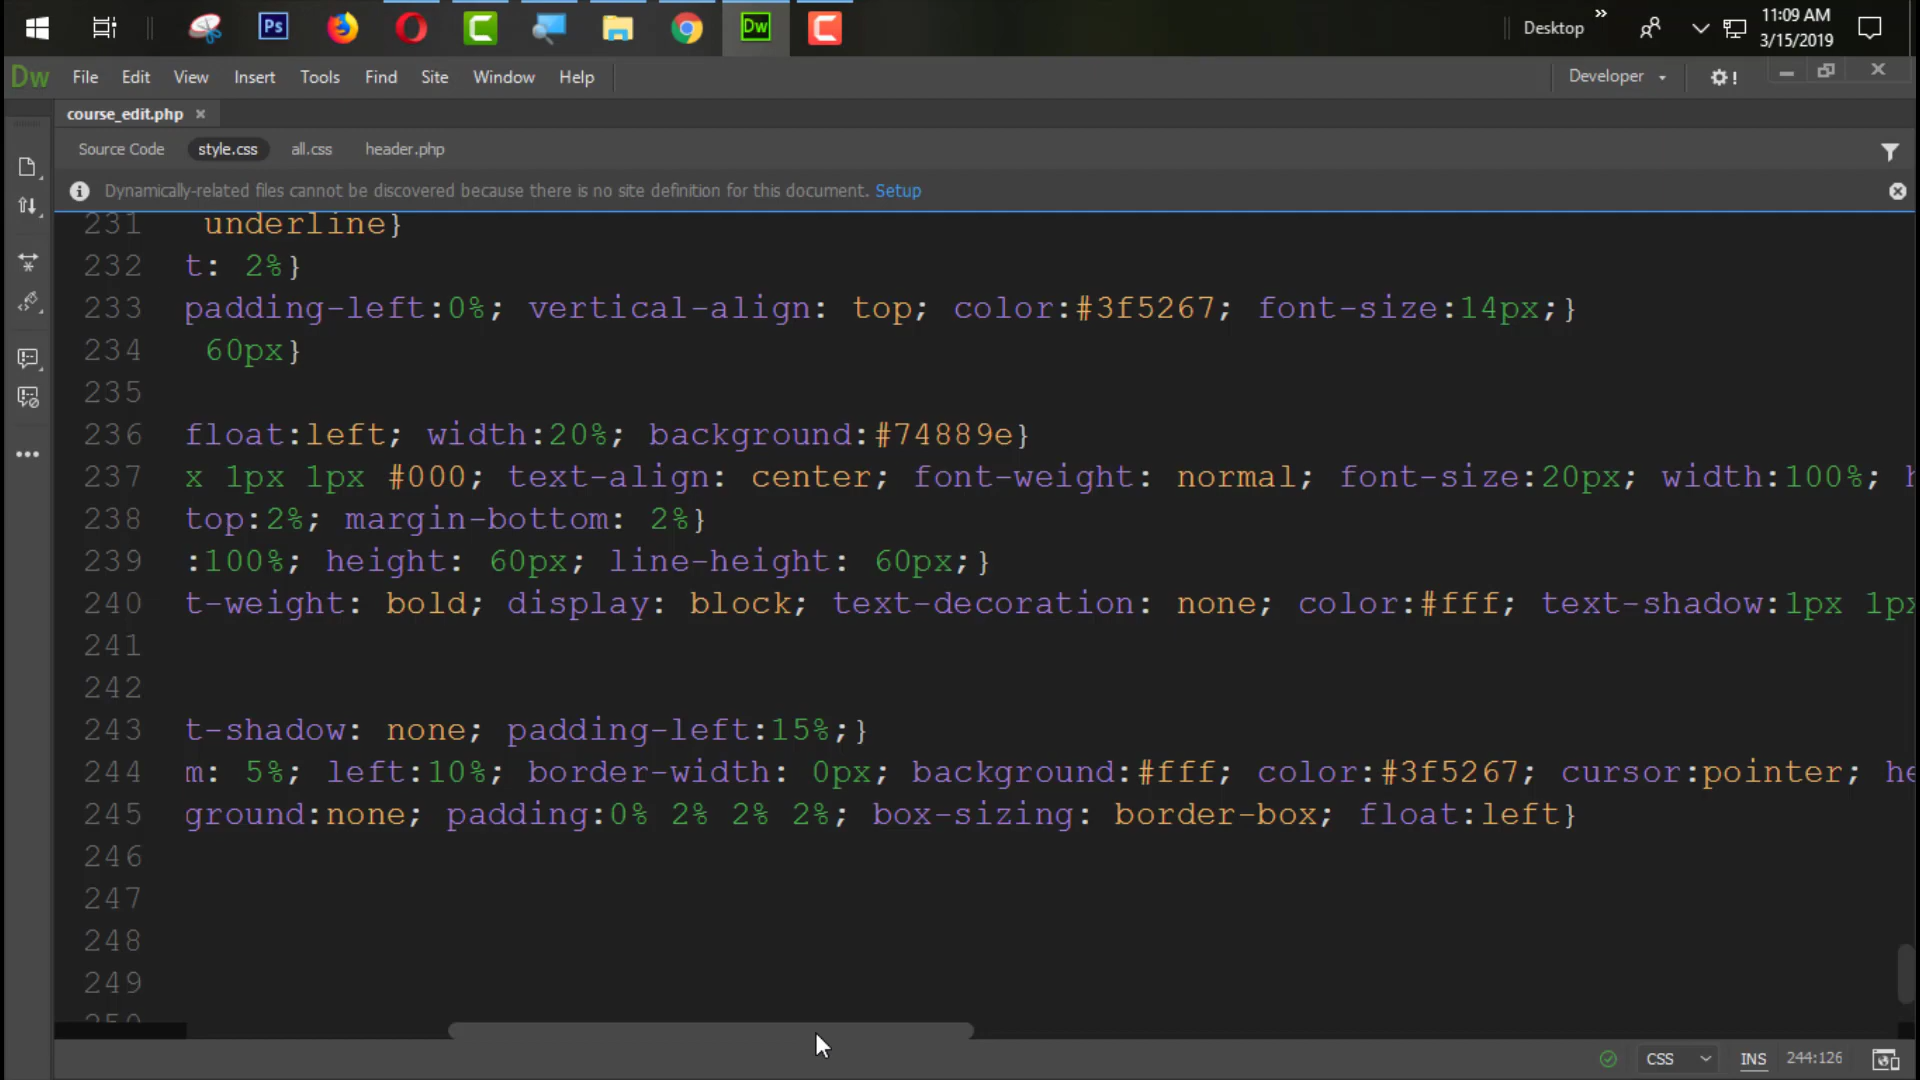 Ps
Dw
Desktop
»
11:09 AM
3/15/2019
Dw File Edit View Insert Tools Find Site Window Help
Developer
!
course_edit.php ×
Source Code style.css all.css header.php
Dynamically-related files cannot be discovered because there is no site definition for this document. Setup
231 underline}
232 t: 2%}
233 padding-left:0%; vertical-align: top; color:#3f5267; font-size:14px;}
234 60px}
235
236 float:left; width:20%; background:#74889e}
237 x 1px 1px #000; text-align: center; font-weight: normal; font-size:20px; width:100%; h
238 top:2%; margin-bottom: 2%}
239 :100%; height: 60px; line-height: 60px;}
240 t-weight: bold; display: block; text-decoration: none; color:#fff; text-shadow:1px 1px
241
242
243 t-shadow: none; padding-left:15%;}
244 m: 5%; left:10%; border-width: 0px; background:#fff; color:#3f5267; cursor:pointer; he
245 ground:none; padding:0% 2% 2% 2%; box-sizing: border-box; float:left}
246
247
248
249
250
CSS INS 244:126